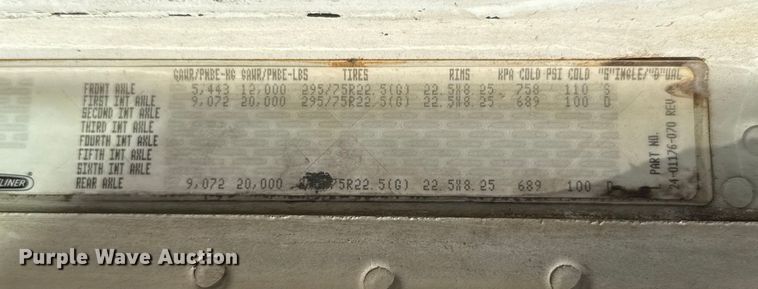 GAWR/PNBE-KG GAWR/PNBE-LBS TIRES RIMS KPA COLD PSI COLD "S"INGLE/"D"UAL
FRONT AXLE 5,443 12,000 295/75R22.5(G) 22.5X8.25 758 110 S
FIRST INT AXLE 9,072 20,000 295/75R22.5(G) 22.5X8.25 689 100 D
SECOND INT AXLE
THIRD INT AXLE
FOURTH INT AXLE
FIFTH INT AXLE
SIXTH INT AXLE
REAR AXLE 9,072 20,000 22.5X8.25 689 100 D
PART NO.
24-01176-070 REV
LINER
Purple Wave Auction